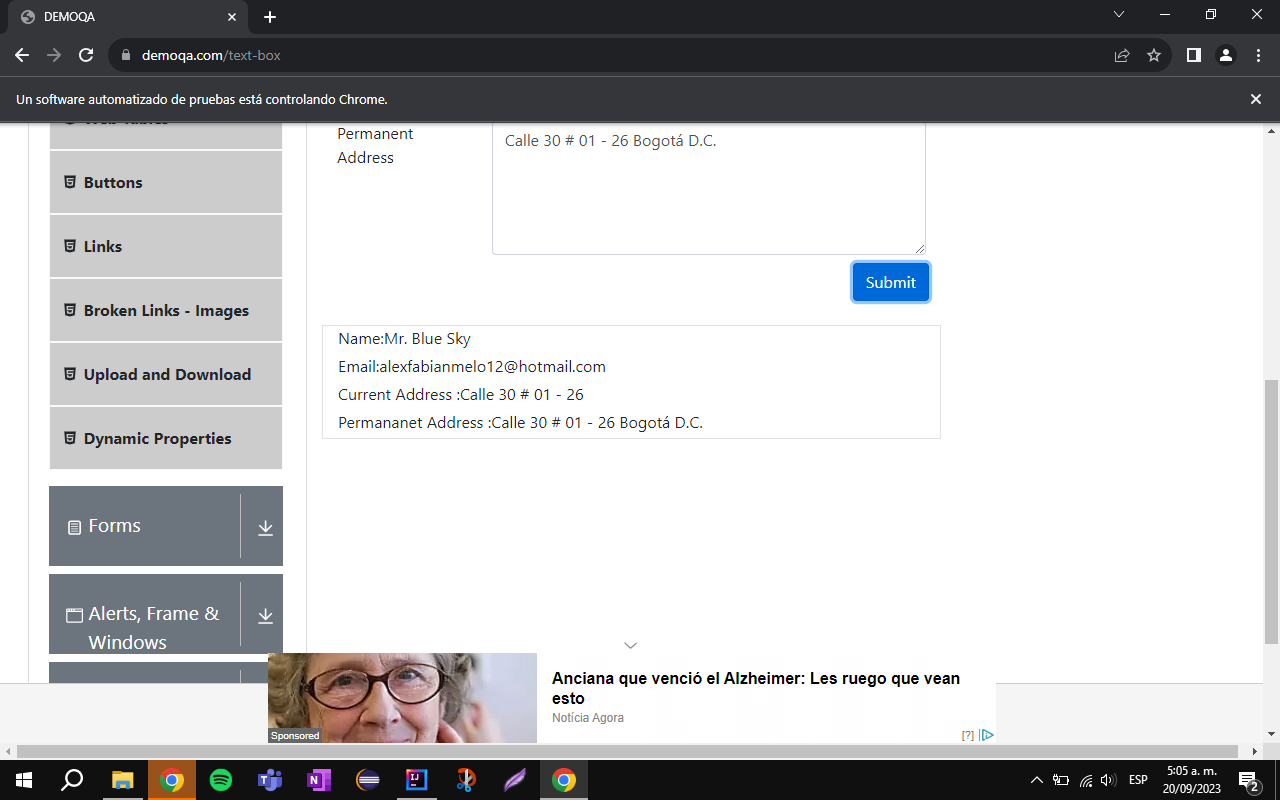 DEMOQA
demoqa.com/text-box
Un software automatizado de pruebas está controlando Chrome.
Web Tables
Buttons
Links
Broken Links - Images
Upload and Download
Dynamic Properties
Forms
Alerts, Frame &
Windows
Permanent
Address
Calle 30 # 01 - 26 Bogotá D.C.
Submit
Name:Mr. Blue Sky
Email:alexfabianmelo12@hotmail.com
Current Address :Calle 30 # 01 - 26
Permananet Address :Calle 30 # 01 - 26 Bogotá D.C.
Anciana que venció el Alzheimer: Les ruego que vean
esto
Notícia Agora
Sponsored
[?]
ESP
5:05 a. m.
20/09/2023
2